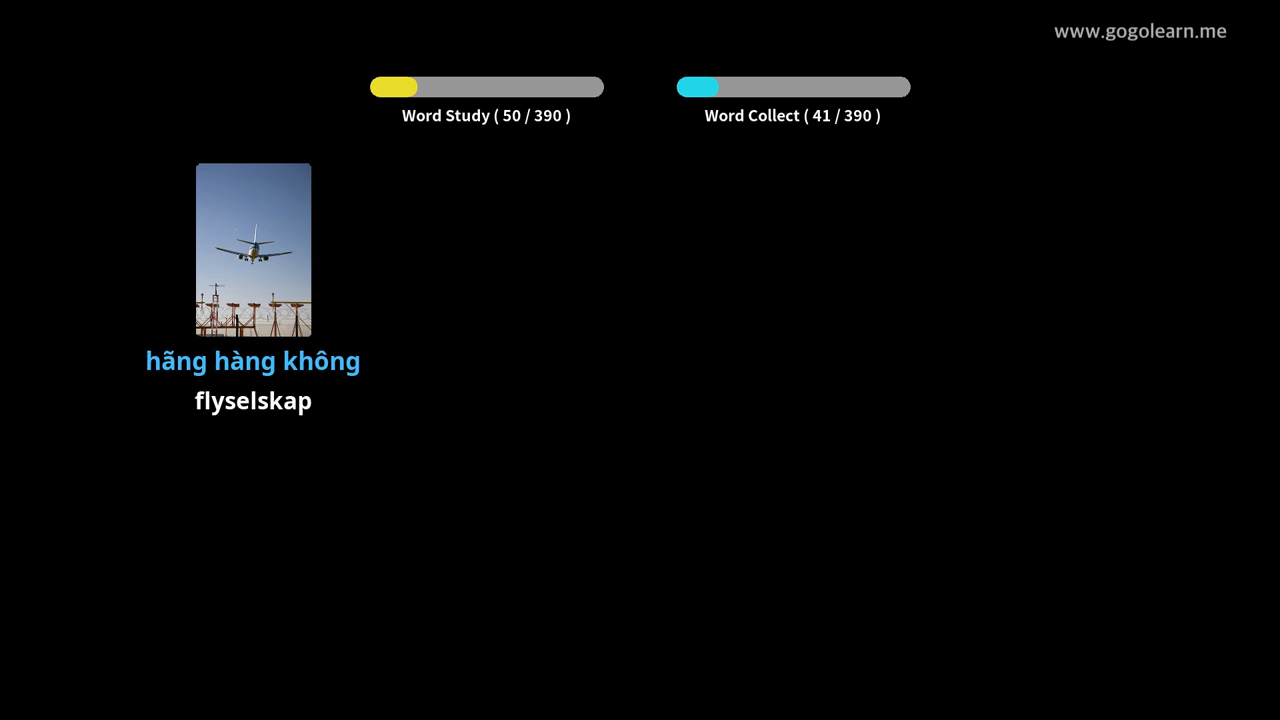 www.gogolearn.me
Word Study ( 50 / 390 )
Word Collect ( 41 / 390 )
hãng hàng không
flyselskap